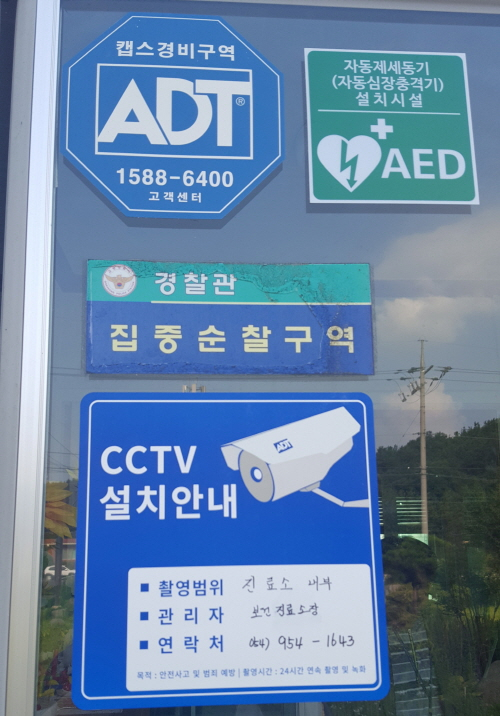 캡스경비구역
ADT®
1588-6400
고객센터
자동제세동기
(자동심장충격기)
설치시설
AED
경찰관
집중순찰구역
CCTV
설치안내
ADT
■ 촬영범위 진료소 내부
■ 관리자 보건진료소장
■ 연락처 054) 954-1643
목적 : 안전사고 및 범죄 예방 | 촬영시간 : 24시간 연속 촬영 및 녹화